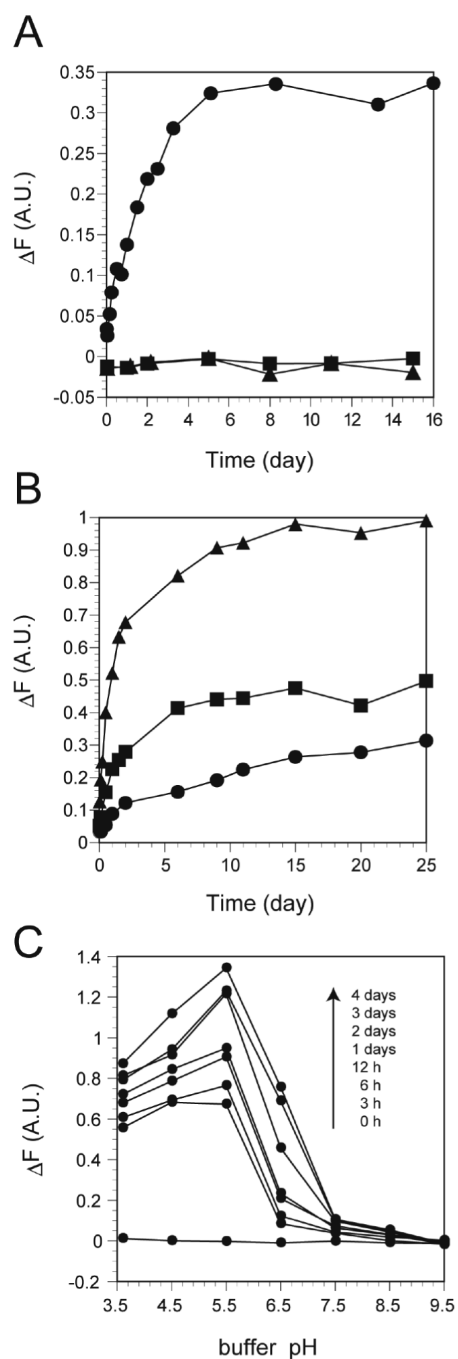 A
ΔF (A.U.)
0.35
0.3
0.25
0.2
0.15
0.1
0.05
0
-0.05
0 2 4 6 8 10 12 14 16
Time (day)
B
ΔF (A.U.)
1
0.9
0.8
0.7
0.6
0.5
0.4
0.3
0.2
0.1
0
0 5 10 15 20 25
Time (day)
C
ΔF (A.U.)
1.4
1.2
1.0
0.8
0.6
0.4
0.2
0
-0.2
4 days
3 days
2 days
1 days
12 h
6 h
3 h
0 h
3.5 4.5 5.5 6.5 7.5 8.5 9.5
buffer pH